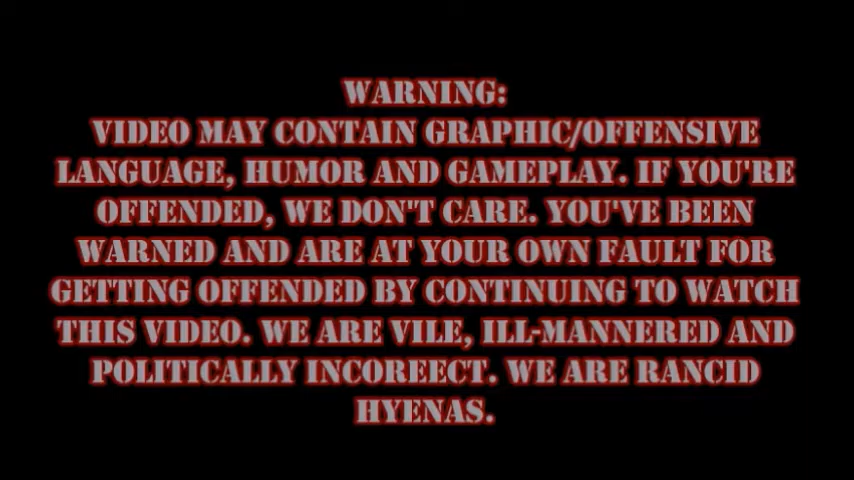 WARNING:
VIDEO MAY CONTAIN GRAPHIC/OFFENSIVE
LANGUAGE, HUMOR AND GAMEPLAY. IF YOU'RE
OFFENDED, WE DON'T CARE. YOU'VE BEEN
WARNED AND ARE AT YOUR OWN FAULT FOR
GETTING OFFENDED BY CONTINUING TO WATCH
THIS VIDEO. WE ARE VILE, ILL-MANNERED AND
POLITICALLY INCOREECT. WE ARE RANCID
HYENAS.